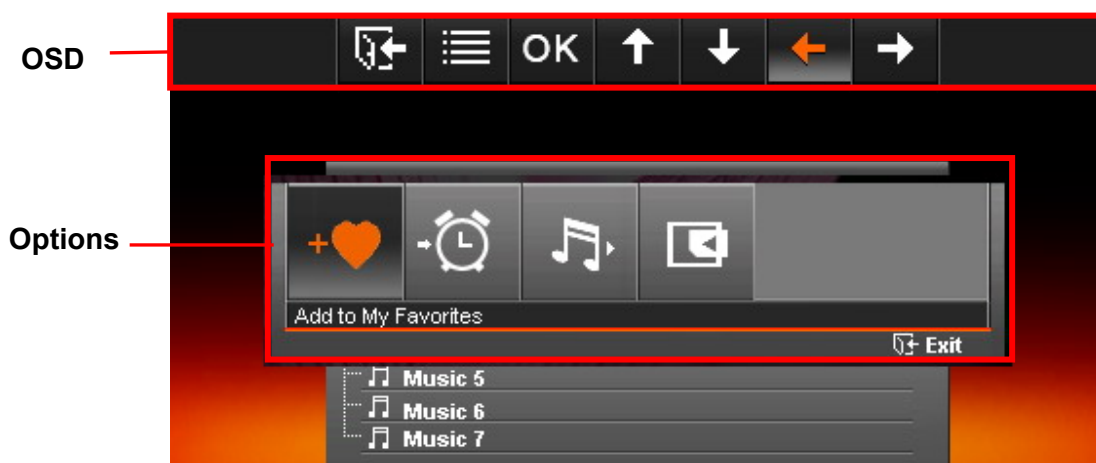 OSD
OK
Options
Add to My Favorites
Exit
Music 5
Music 6
Music 7